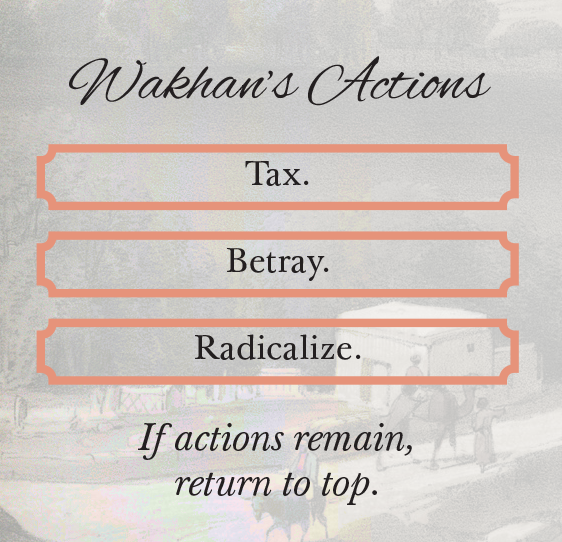 Wakhan's Actions
Tax.
Betray.
Radicalize.
If actions remain,
return to top.